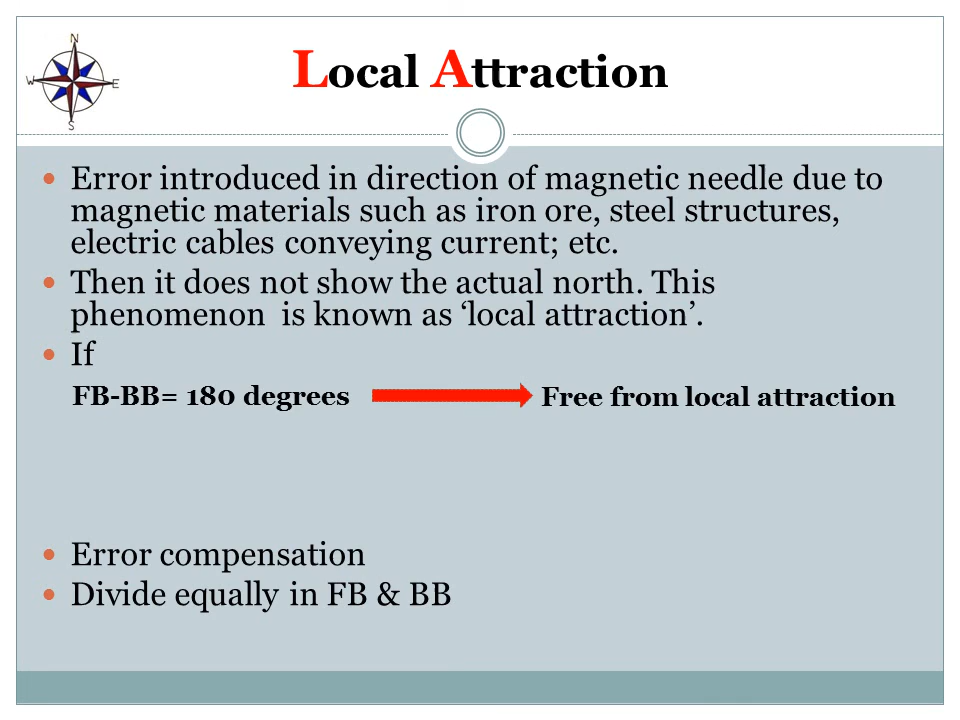 N
W E
S
Local Attraction
Error introduced in direction of magnetic needle due to
magnetic materials such as iron ore, steel structures,
electric cables conveying current; etc.
Then it does not show the actual north. This
phenomenon is known as ‘local attraction’.
If
FB-BB= 180 degrees Free from local attraction
Error compensation
Divide equally in FB & BB